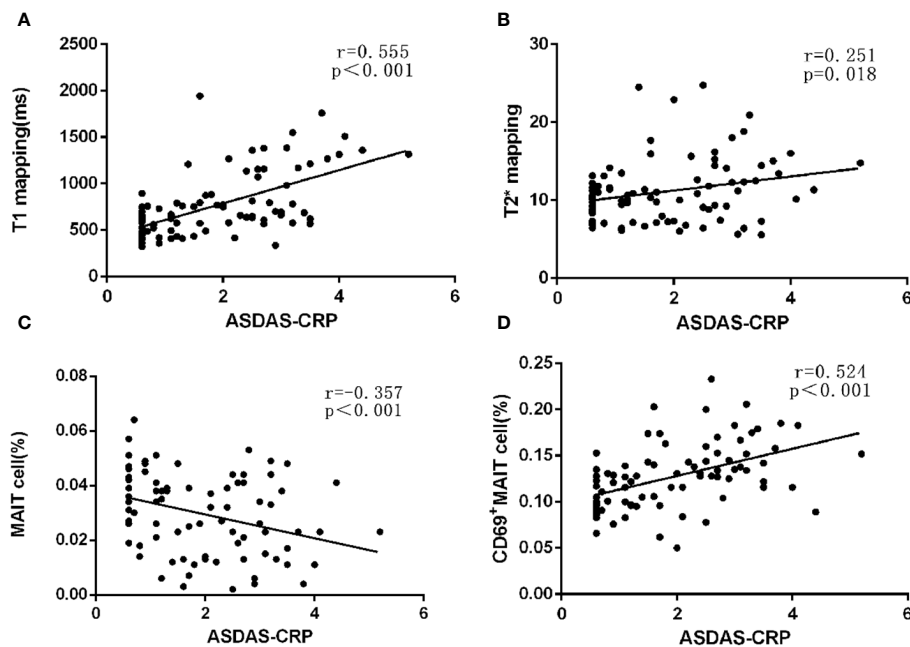 A
r=0.555
p<0.001
2500
2000
1500
1000
500
0
T1 mapping(ms)
0 2 4 6
ASDAS-CRP
B
r=0.251
p=0.018
30
20
10
0
T2* mapping
0 2 4 6
ASDAS-CRP
C
r=-0.357
p<0.001
0.08
0.06
0.04
0.02
0.00
MAIT cell(%)
0 2 4 6
ASDAS-CRP
D
r=0.524
p<0.001
0.25
0.20
0.15
0.10
0.05
0.00
CD69+ MAIT cell(%)
0 2 4 6
ASDAS-CRP